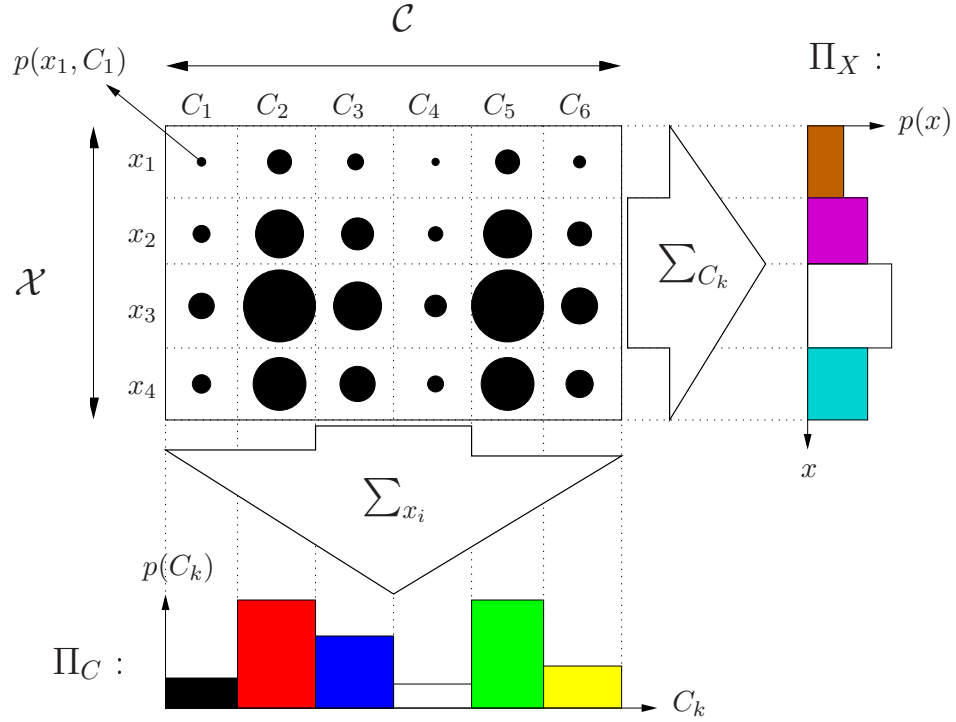 𝒞
p(x₁, C₁)
Π_X :
C₁ C₂ C₃ C₄ C₅ C₆
p(x)
x₁
x₂
∑_{C_k}
𝒳
x₃
x₄
x
∑_{x_i}
p(C_k)
Π_C :
C_k